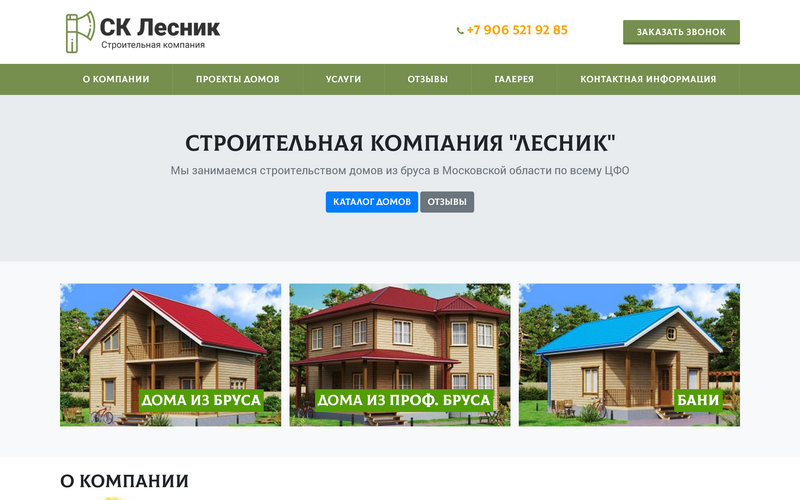 СК Лесник
Строительная компания
+7 906 521 92 85
ЗАКАЗАТЬ ЗВОНОК
О КОМПАНИИ ПРОЕКТЫ ДОМОВ УСЛУГИ ОТЗЫВЫ ГАЛЕРЕЯ КОНТАКТНАЯ ИНФОРМАЦИЯ
СТРОИТЕЛЬНАЯ КОМПАНИЯ "ЛЕСНИК"
Мы занимаемся строительством домов из бруса в Московской области по всему ЦФО
КАТАЛОГ ДОМОВ ОТЗЫВЫ
ДОМА ИЗ БРУСА ДОМА ИЗ ПРОФ. БРУСА БАНИ
О КОМПАНИИ